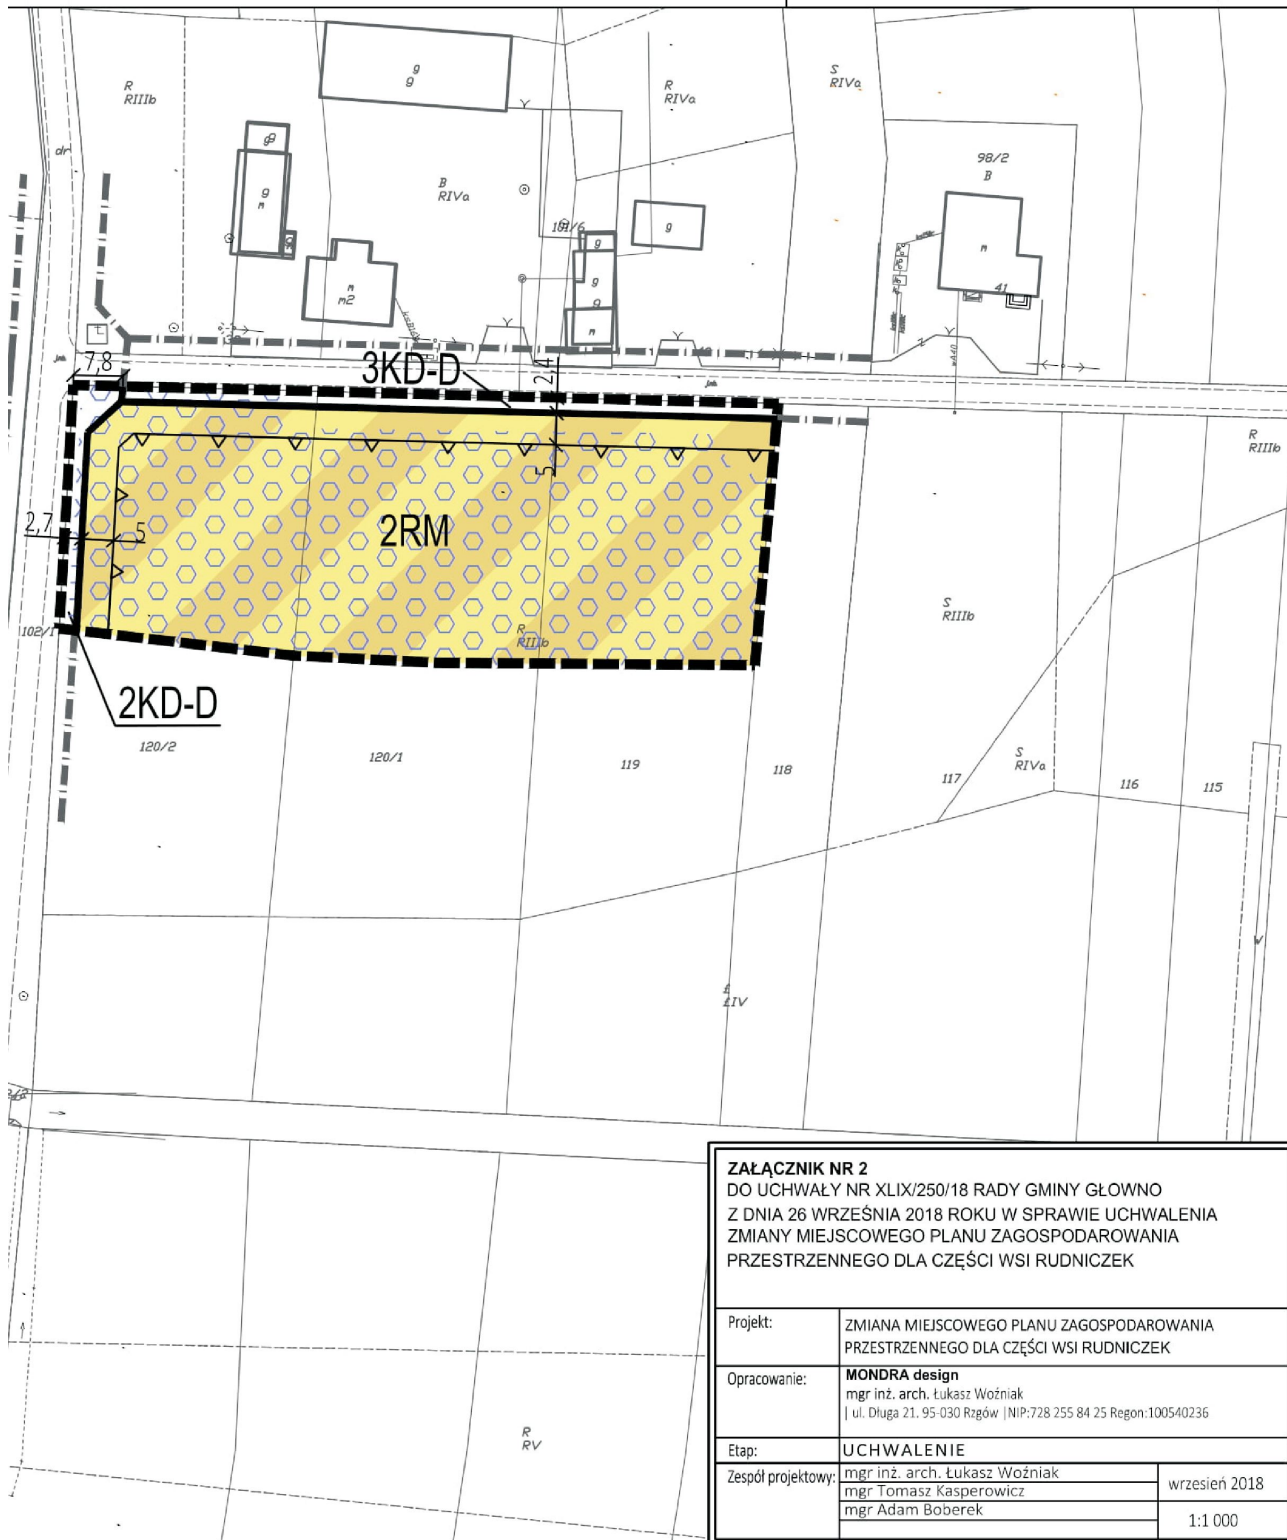 R
RIIIb
g
g
R
RIVa
S
RIVa
dr
g
g
m
B
RIVa
98/2
B
g
g
g
g
m
m
m2
m
41
7,8
3KD-D
2,4
5
2RM
2,7
5
R
RIIIb
R
RIIIb
S
RIIIb
102/1
2KD-D
120/2
120/1
119
118
117
S
RIVa
116
115
W
Ł
ŁIV
R
RV
ZAŁĄCZNIK NR 2
DO UCHWAŁY NR XLIX/250/18 RADY GMINY GŁOWNO
Z DNIA 26 WRZEŚNIA 2018 ROKU W SPRAWIE UCHWALENIA
ZMIANY MIEJSCOWEGO PLANU ZAGOSPODAROWANIA
PRZESTRZENNEGO DLA CZĘŚCI WSI RUDNICZEK
Projekt:
ZMIANA MIEJSCOWEGO PLANU ZAGOSPODAROWANIA
PRZESTRZENNEGO DLA CZĘŚCI WSI RUDNICZEK
Opracowanie:
MONDRA design
mgr inż. arch. Łukasz Woźniak
| ul. Długa 21. 95-030 Rzgów |NIP:728 255 84 25 Regon:100540236
Etap:
UCHWALENIE
Zespół projektowy:
mgr inż. arch. Łukasz Woźniak
mgr Tomasz Kasperowicz
mgr Adam Boberek
wrzesień 2018
1:1 000